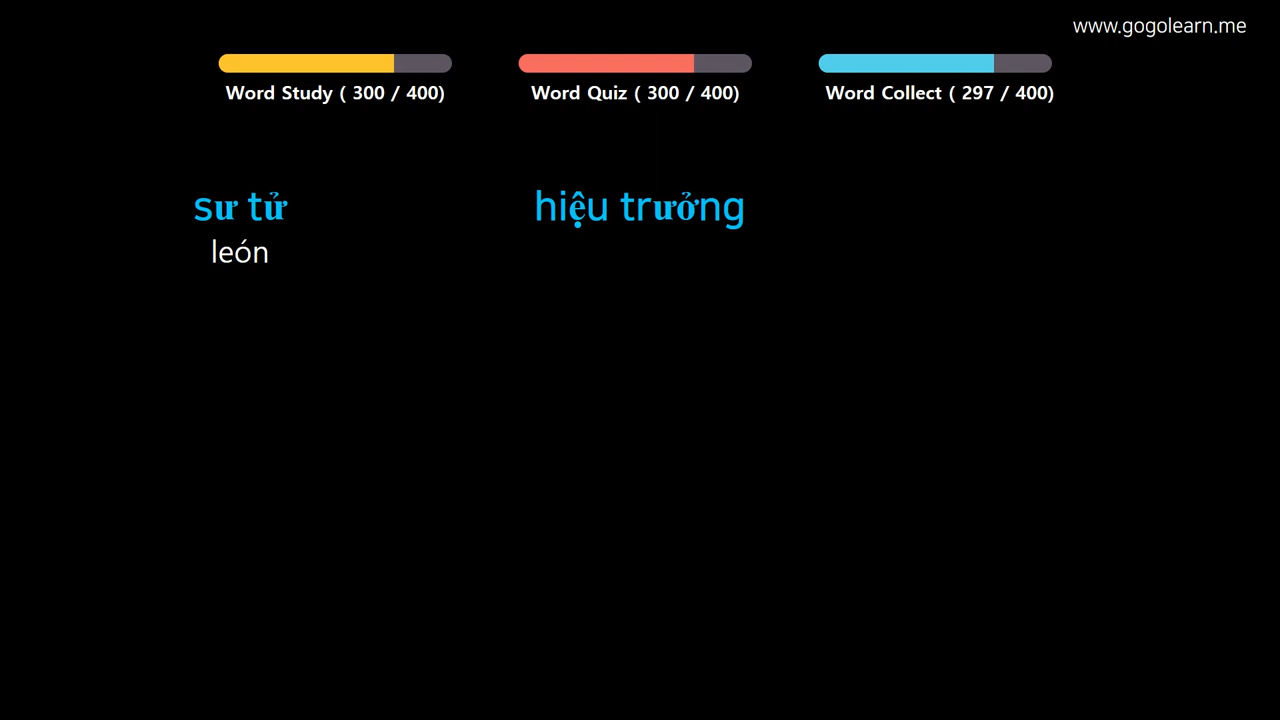 www.gogolearn.me
Word Study ( 300 / 400)
Word Quiz ( 300 / 400)
Word Collect ( 297 / 400)
sư tử
león
hiệu trưởng